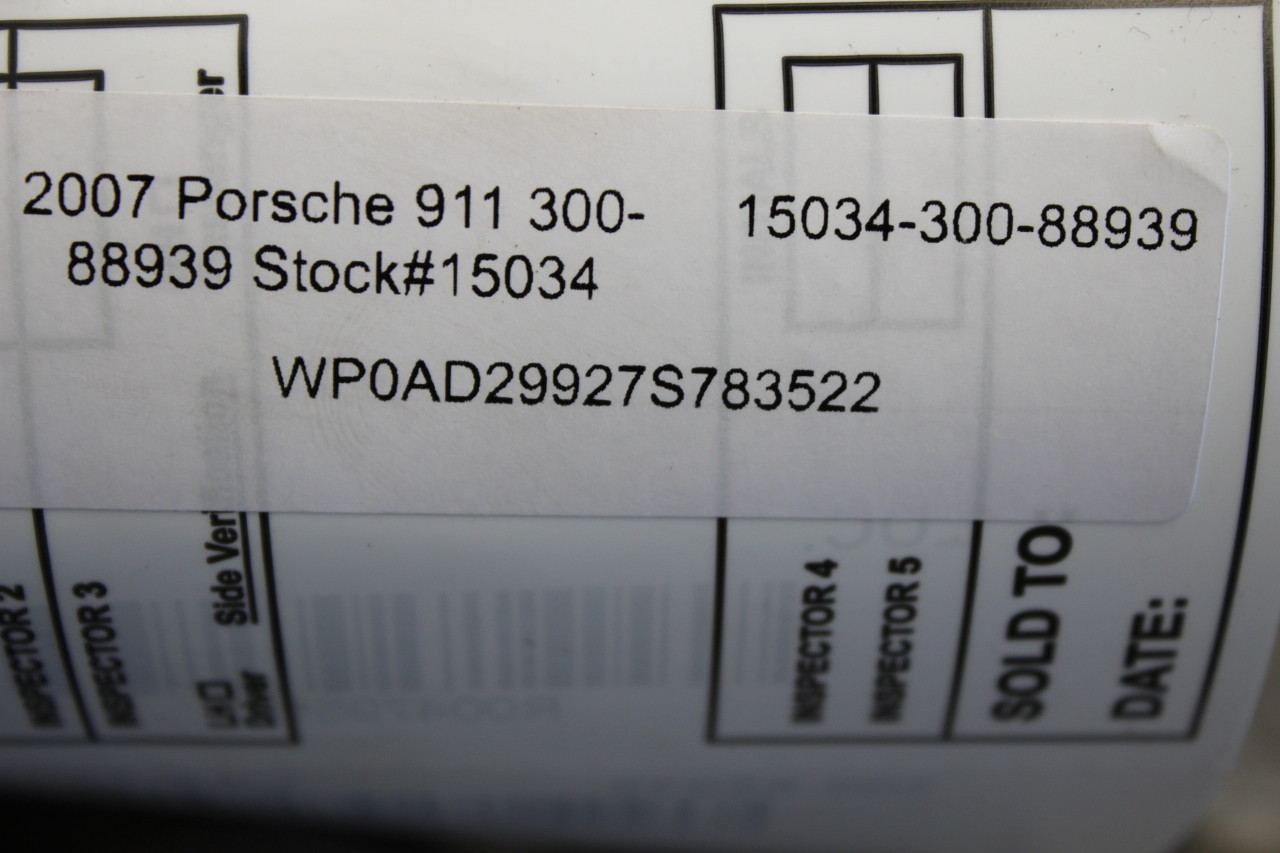 2007 Porsche 911 300-
88939 Stock#15034
15034-300-88939
WP0AD29927S783522
INSPECTOR 2
INSPECTOR 3
Side Veri
Driver
INSPECTOR 4
INSPECTOR 5
SOLD TO:
DATE: